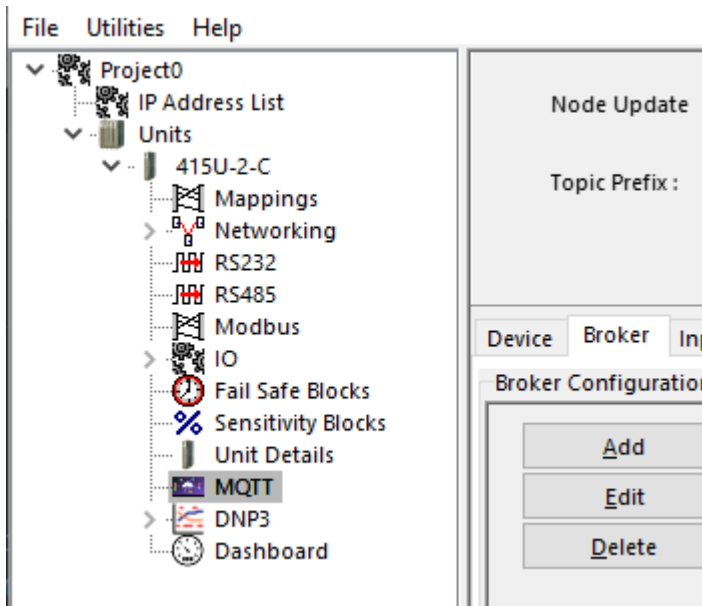 File Utilities Help
Project0
IP Address List
Units
415U-2-C
Mappings
Networking
RS232
RS485
Modbus
IO
Fail Safe Blocks
Sensitivity Blocks
Unit Details
MQTT
DNP3
Dashboard
Node Update
Topic Prefix :
Device Broker
Broker Configuration
Add
Edit
Delete